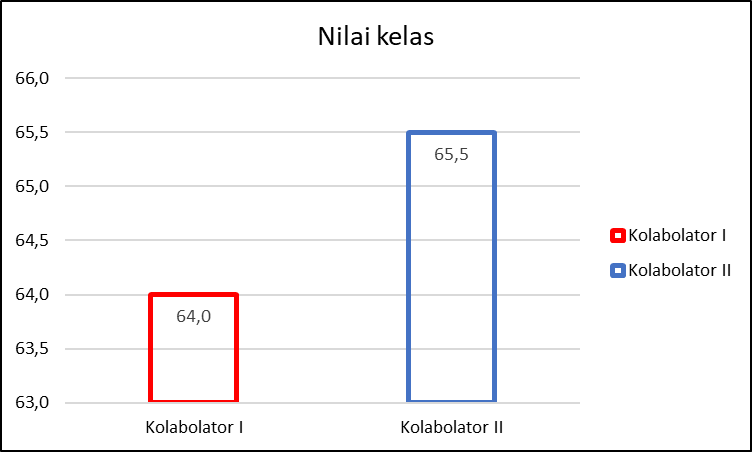 Nilai kelas
66,0
65,5
65,0
64,5
64,0
63,5
63,0
64,0
65,5
Kolabolator I
Kolabolator II
Kolabolator I
Kolabolator II